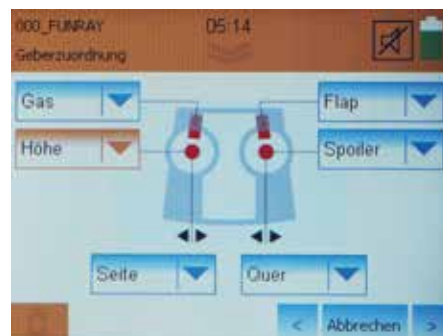 000_FUNRAY 05:14
Geberzuordnung
Gas Flap
Höhe Spoiler
Seite Quer
< Abbrechen >